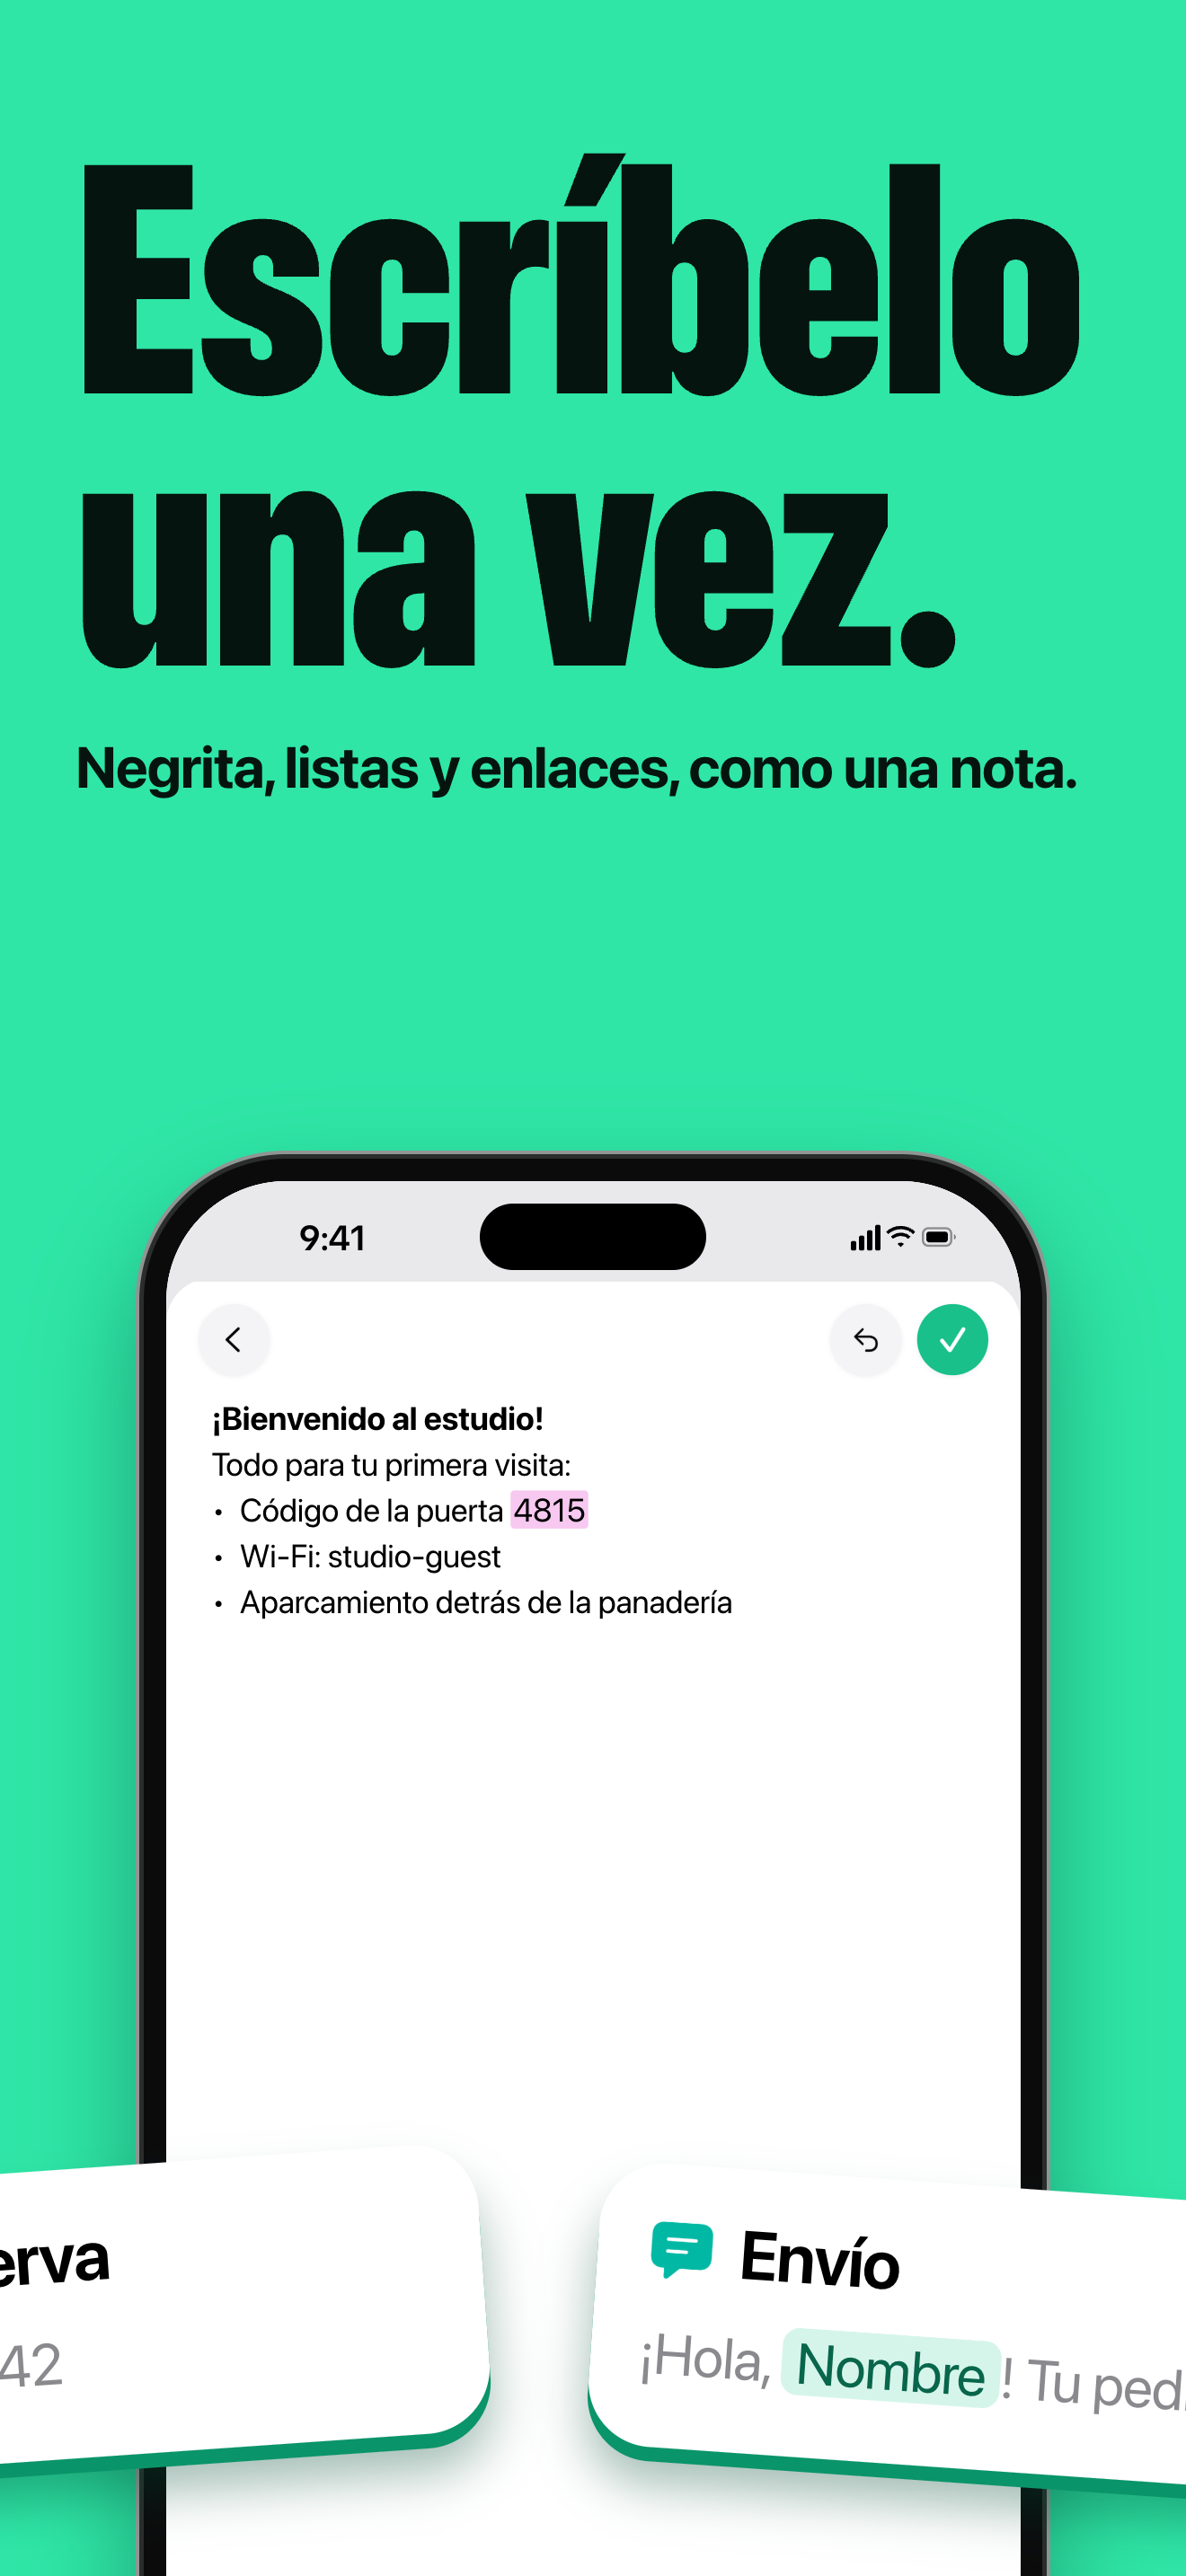 Escríbelo
una vez.
Negrita, listas y enlaces, como una nota.
9:41
¡Bienvenido al estudio!
Todo para tu primera visita:
• Código de la puerta 4815
• Wi-Fi: studio-guest
• Aparcamiento detrás de la panadería
erva
42
Envío
¡Hola, Nombre! Tu ped